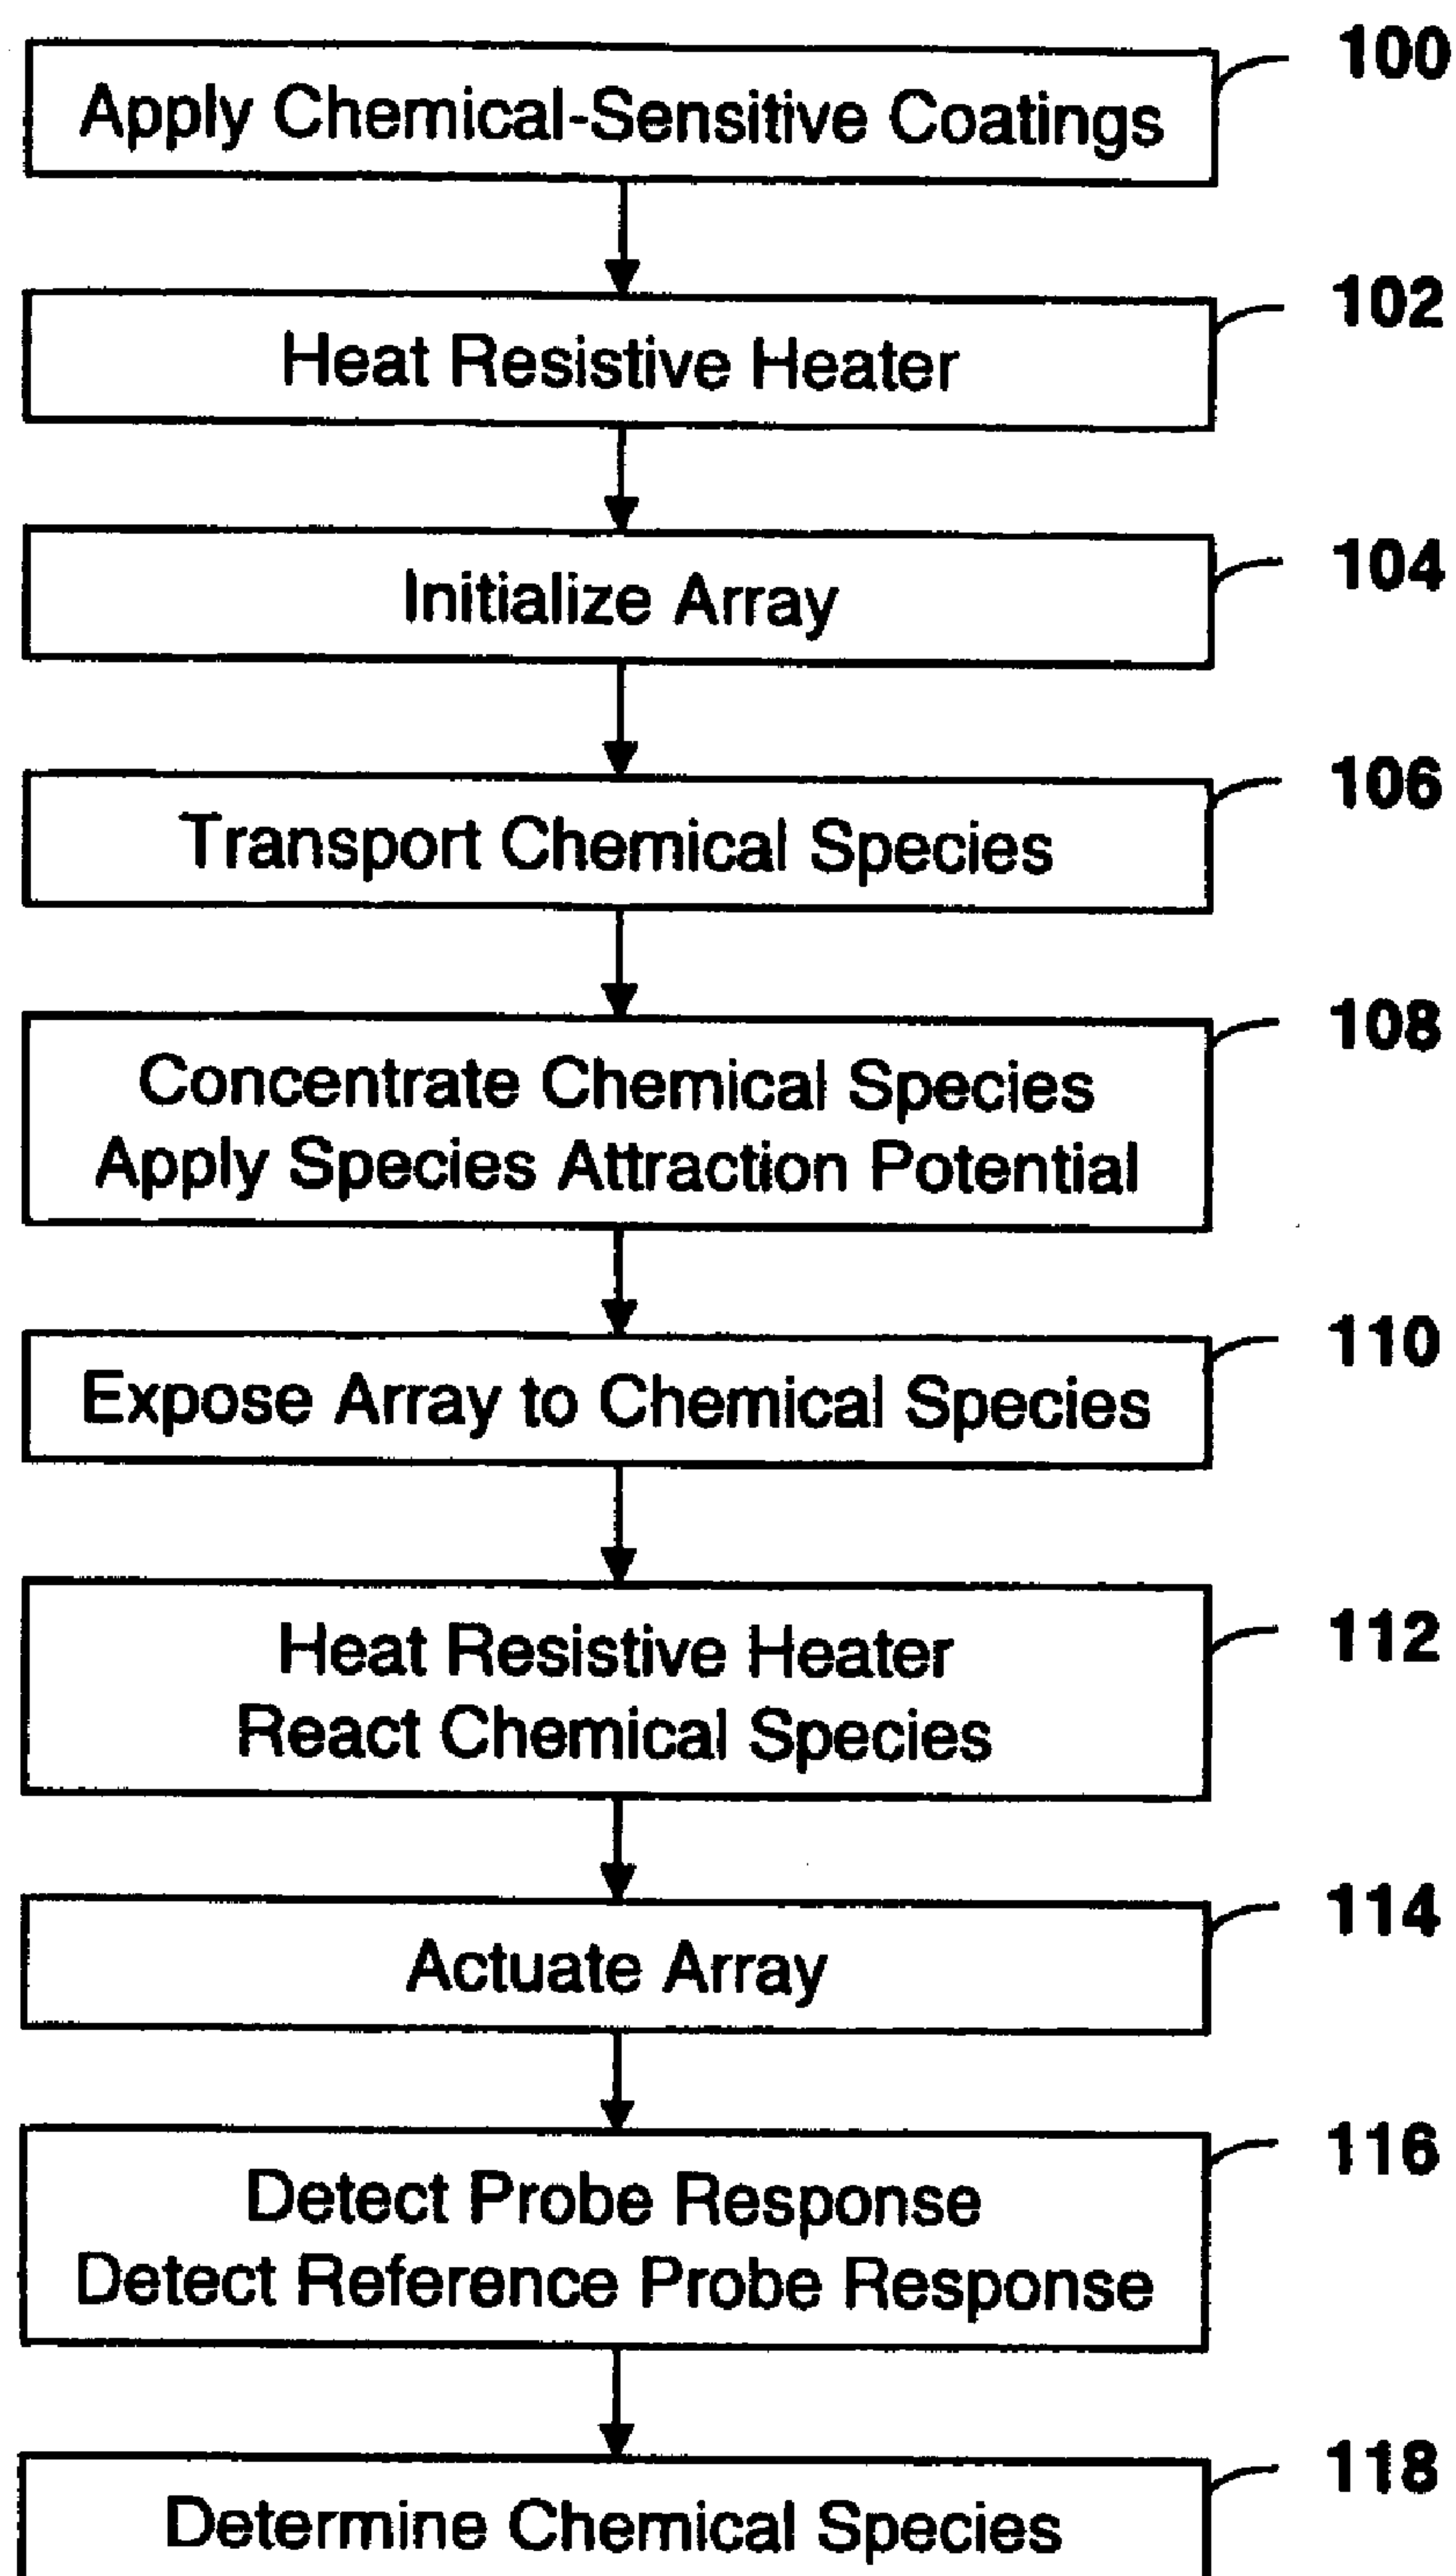 Apply Chemical-Sensitive Coatings 100
Heat Resistive Heater 102
Initialize Array 104
Transport Chemical Species 106
Concentrate Chemical Species 108
Apply Species Attraction Potential
Expose Array to Chemical Species 110
Heat Resistive Heater 112
React Chemical Species
Actuate Array 114
Detect Probe Response 116
Detect Reference Probe Response
Determine Chemical Species 118